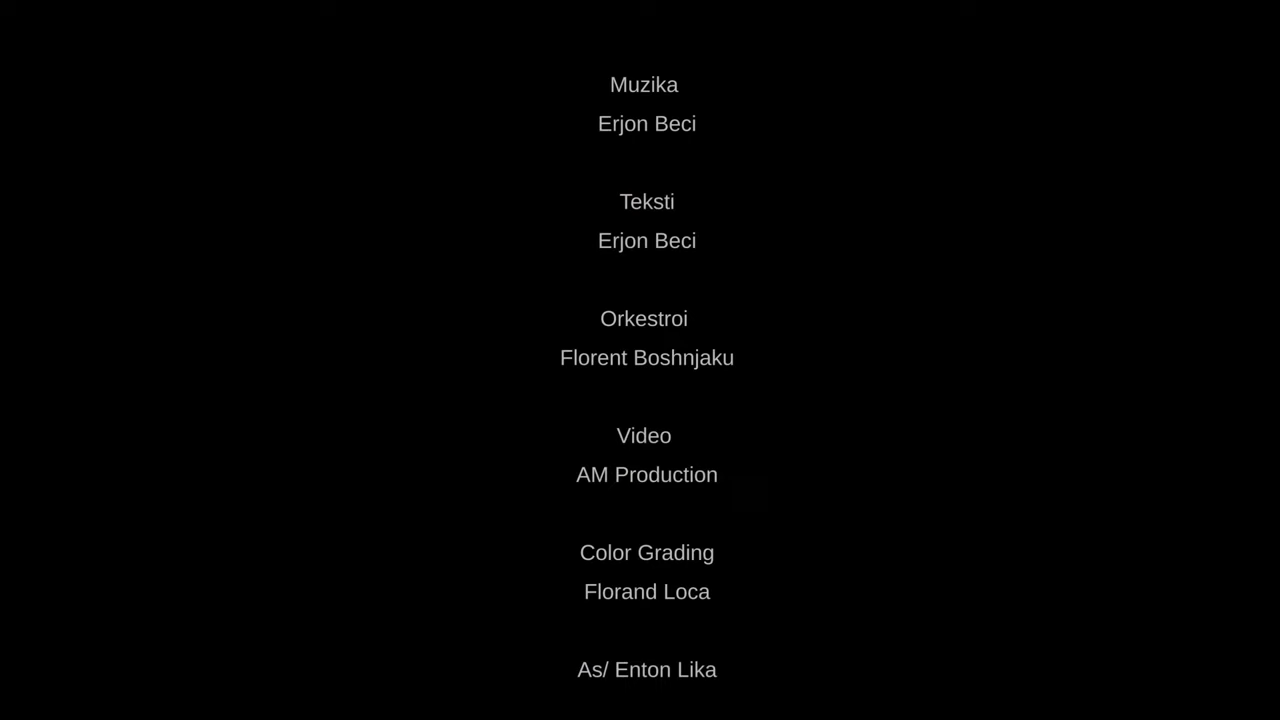 Muzika
Erjon Beci
Teksti
Erjon Beci
Orkestroi
Florent Boshnjaku
Video
AM Production
Color Grading
Florand Loca
As/ Enton Lika